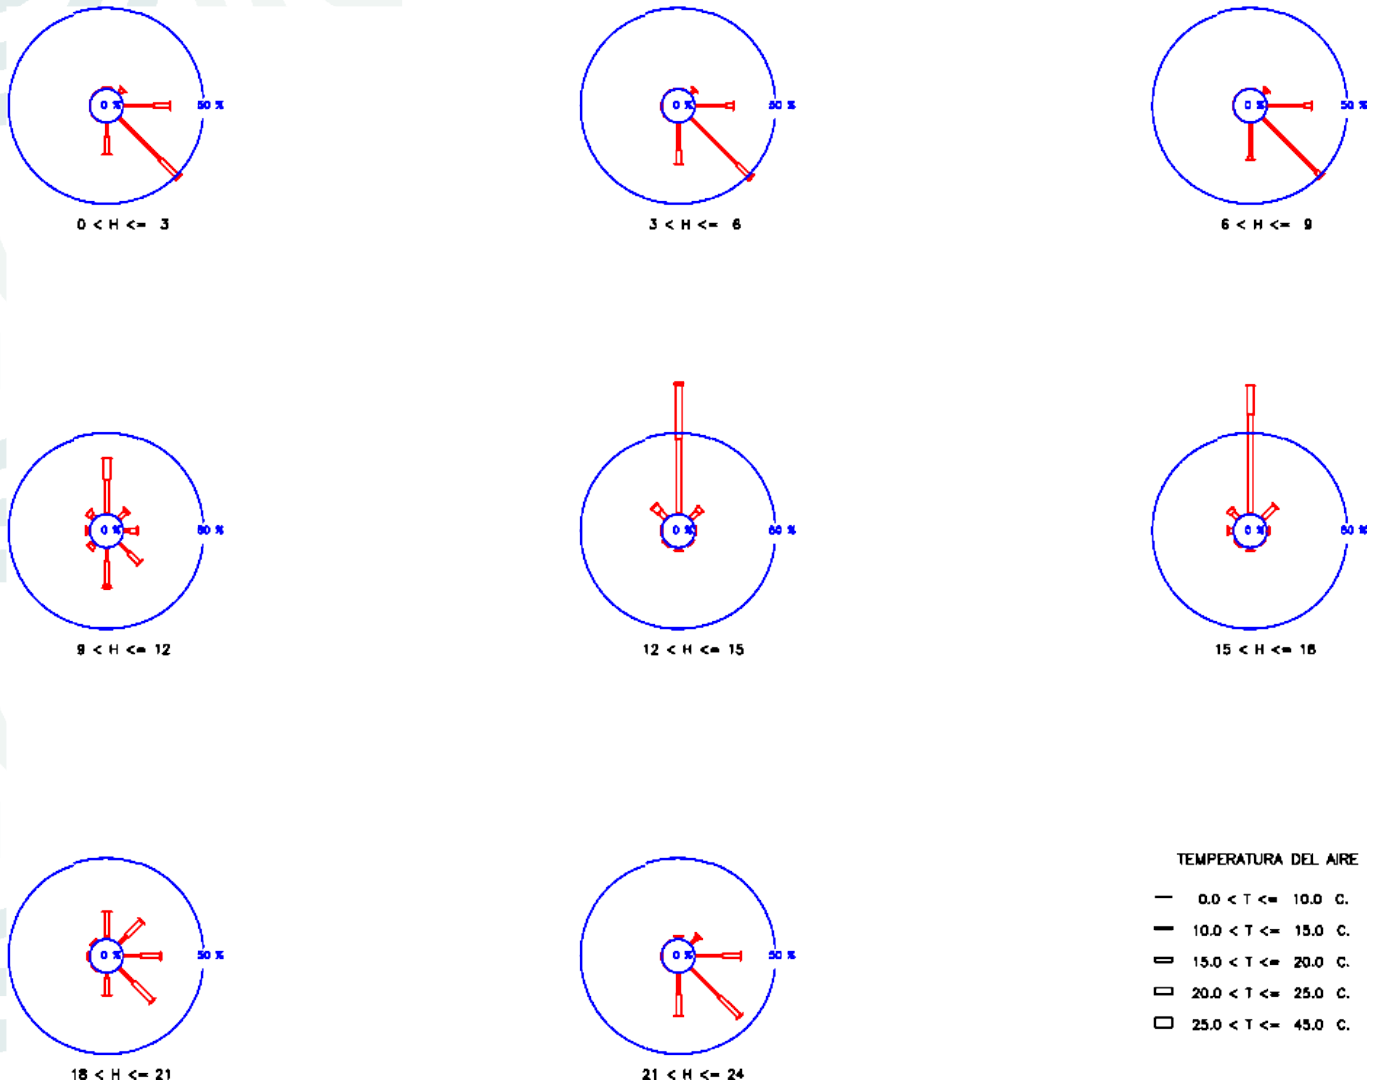 0 % 50 %
0 % 50 %
0 % 50 %
0 < H <= 3
3 < H <= 6
6 < H <= 9
0 % 50 %
0 % 50 %
0 % 50 %
9 < H <= 12
12 < H <= 15
15 < H <= 18
TEMPERATURA DEL AIRE
0.0 < T <= 10.0 C.
10.0 < T <= 15.0 C.
0 % 50 %
0 % 50 %
15.0 < T <= 20.0 C.
20.0 < T <= 25.0 C.
25.0 < T <= 45.0 C.
18 < H <= 21
21 < H <= 24